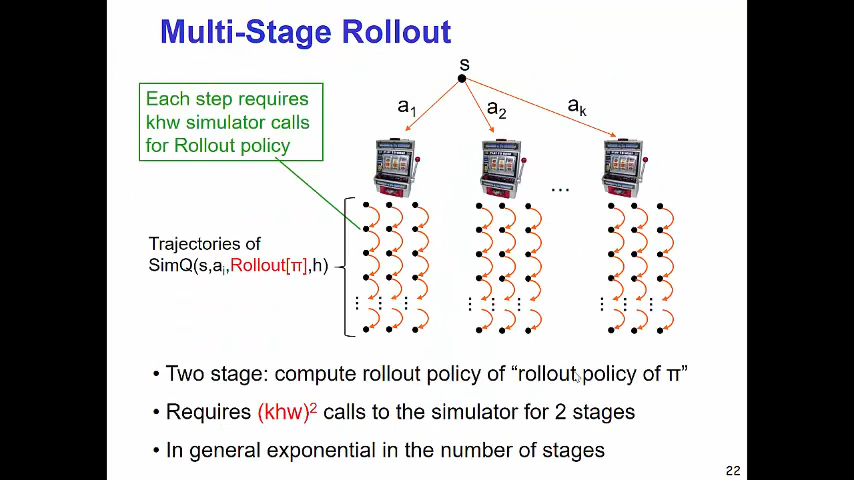 Multi-Stage Rollout
s
Each step requires
khw simulator calls
for Rollout policy
a1
a2
ak
…
Trajectories of
SimQ(s,ai,Rollout[π],h)
• Two stage: compute rollout policy of “rollout policy of π”
• Requires (khw)2 calls to the simulator for 2 stages
• In general exponential in the number of stages
22